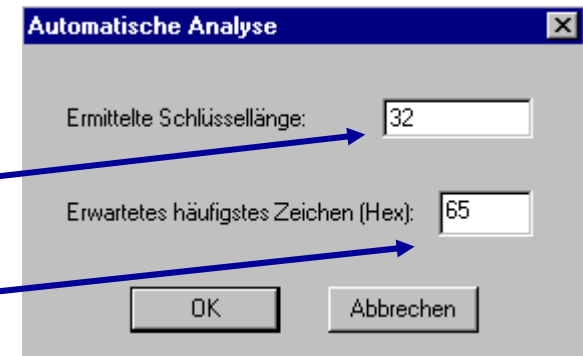 Automatische Analyse
Ermittelte Schlüssellänge: 32
Erwartetes häufigstes Zeichen (Hex): 65
OK Abbrechen